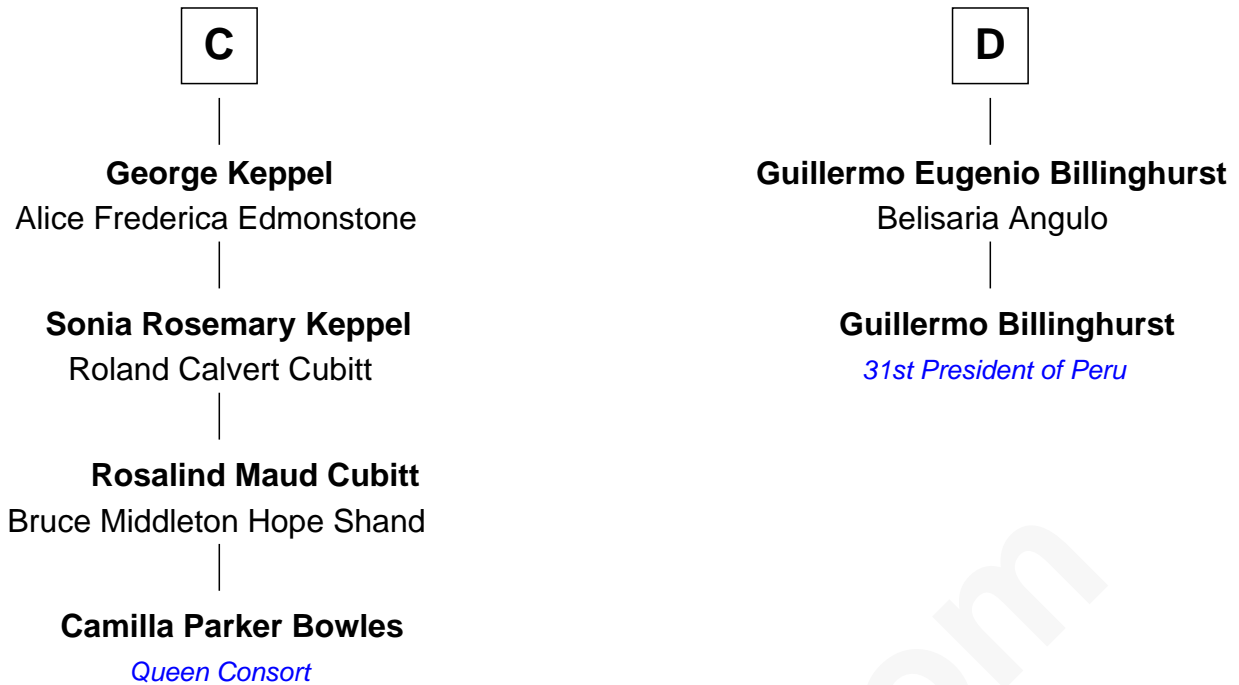 C
George Keppel
Alice Frederica Edmonstone
Sonia Rosemary Keppel
Roland Calvert Cubitt
Rosalind Maud Cubitt
Bruce Middleton Hope Shand
Camilla Parker Bowles
Queen Consort
D
Guillermo Eugenio Billinghurst
Belisaria Angulo
Guillermo Billinghurst
31st President of Peru
om